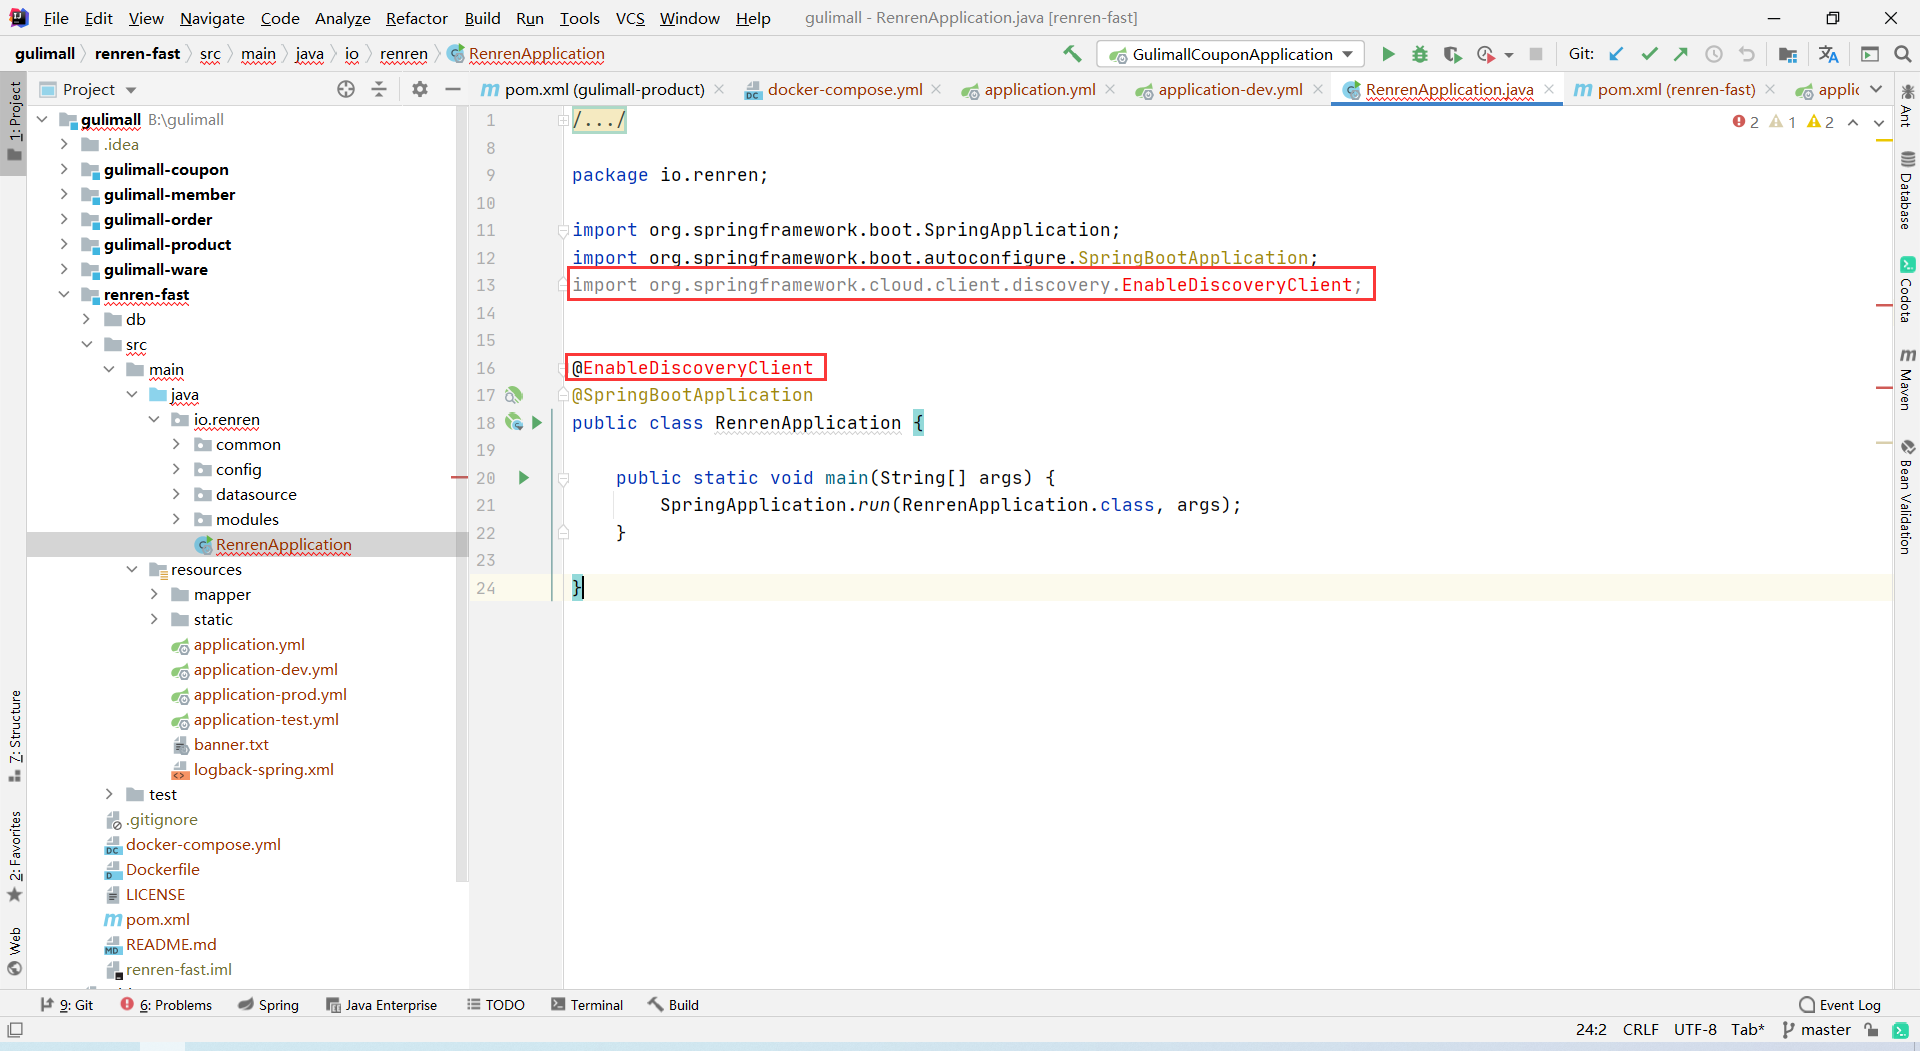 File Edit View Navigate Code Analyze Refactor Build Run Tools VCS Window Help gulimall - RenrenApplication.java [renren-fast]
gulimall renren-fast src main java io renren RenrenApplication GulimallCouponApplication Git:
1: Project
Project
pom.xml (gulimall-product) docker-compose.yml application.yml application-dev.yml RenrenApplication.java pom.xml (renren-fast) applic
gulimall B:\gulimall
.idea
gulimall-coupon
gulimall-member
gulimall-order
gulimall-product
gulimall-ware
renren-fast
db
src
main
java
io.renren
common
config
datasource
modules
RenrenApplication
resources
mapper
static
application.yml
application-dev.yml
application-prod.yml
application-test.yml
banner.txt
logback-spring.xml
test
.gitignore
docker-compose.yml
Dockerfile
LICENSE
pom.xml
README.md
renren-fast.iml
7: Structure
2: Favorites
Web
2 1 2
1 /.../
8
9 package io.renren;
10
11 import org.springframework.boot.SpringApplication;
12 import org.springframework.boot.autoconfigure.SpringBootApplication;
13 import org.springframework.cloud.client.discovery.EnableDiscoveryClient;
14
15
16 @EnableDiscoveryClient
17 @SpringBootApplication
18 public class RenrenApplication {
19
20 public static void main(String[] args) {
21 SpringApplication.run(RenrenApplication.class, args);
22 }
23
24 }
Ant
Database
Codota
Maven
Bean Validation
9: Git 6: Problems Spring Java Enterprise TODO Terminal Build Event Log
24:2 CRLF UTF-8 Tab* master